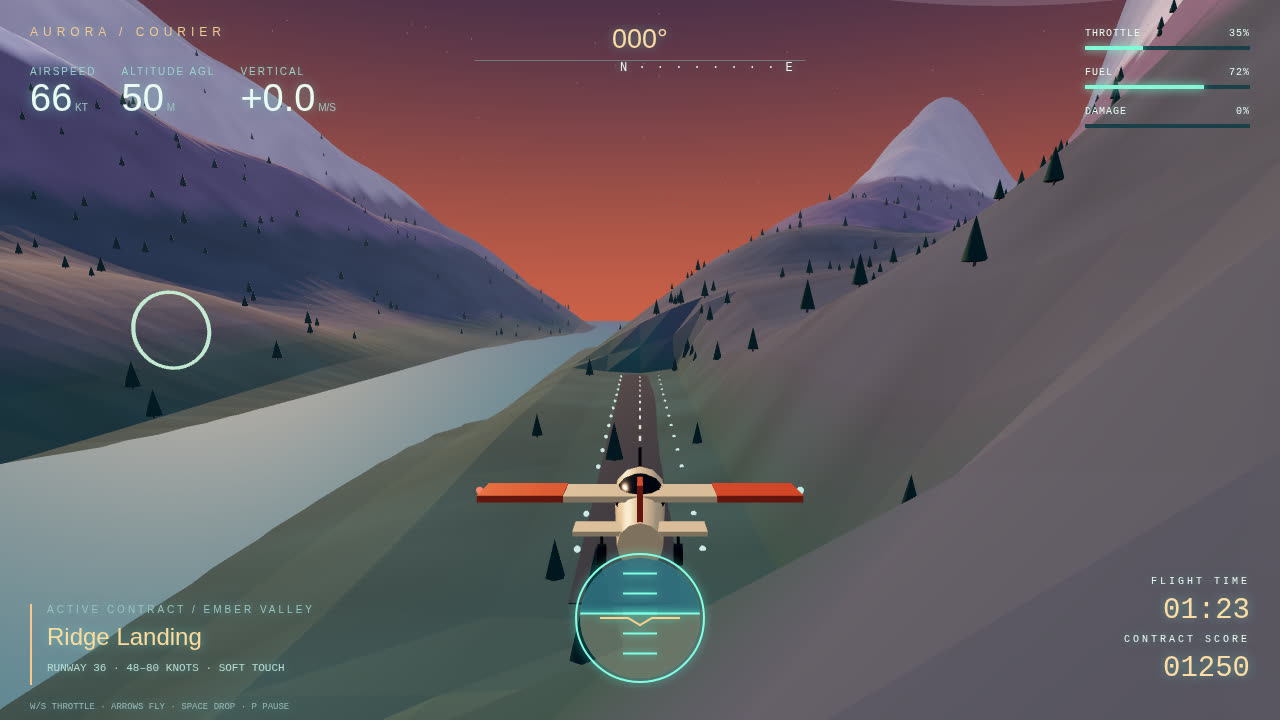 AURORA / COURIER
AIRSPEED
66 KT
ALTITUDE AGL
50 M
VERTICAL
+0.0 M/S
000°
N · · · · · · · · E
THROTTLE 35%
FUEL 72%
DAMAGE 0%
ACTIVE CONTRACT / EMBER VALLEY
Ridge Landing
RUNWAY 36 · 48–80 KNOTS · SOFT TOUCH
W/S THROTTLE · ARROWS FLY · SPACE DROP · P PAUSE
FLIGHT TIME
01:23
CONTRACT SCORE
01250